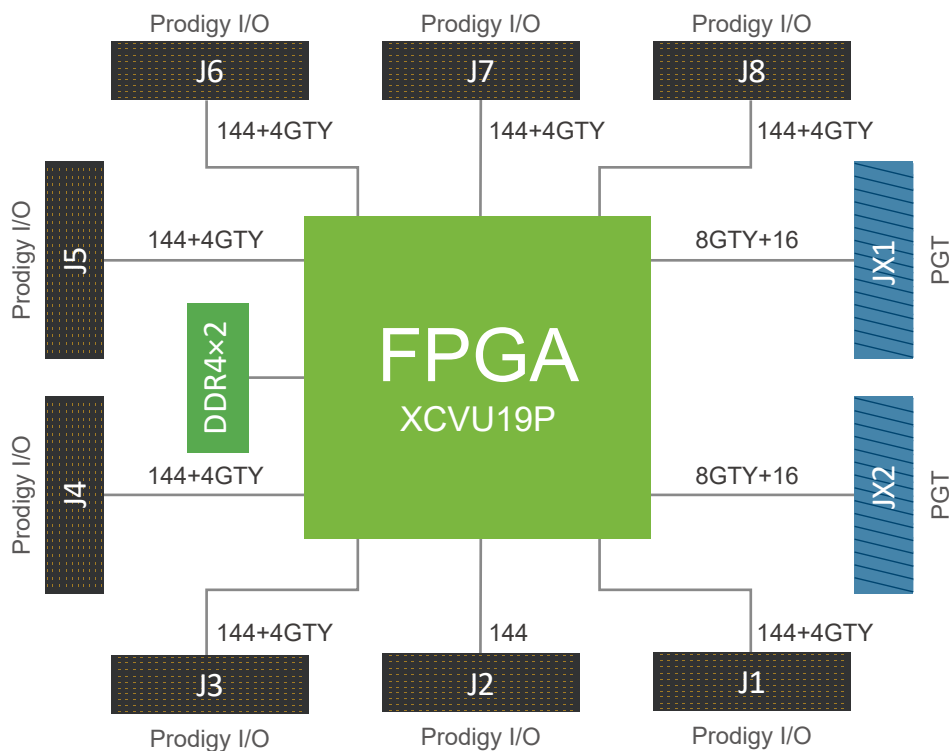 Prodigy I/O
Prodigy I/O
Prodigy I/O
J6
J7
J8
144+4GTY
144+4GTY
144+4GTY
Prodigy I/O
J5
144+4GTY
8GTY+16
JX1
PGT
DDR4×2
FPGA
XCVU19P
Prodigy I/O
J4
144+4GTY
8GTY+16
JX2
PGT
144+4GTY
144
144+4GTY
J3
J2
J1
Prodigy I/O
Prodigy I/O
Prodigy I/O